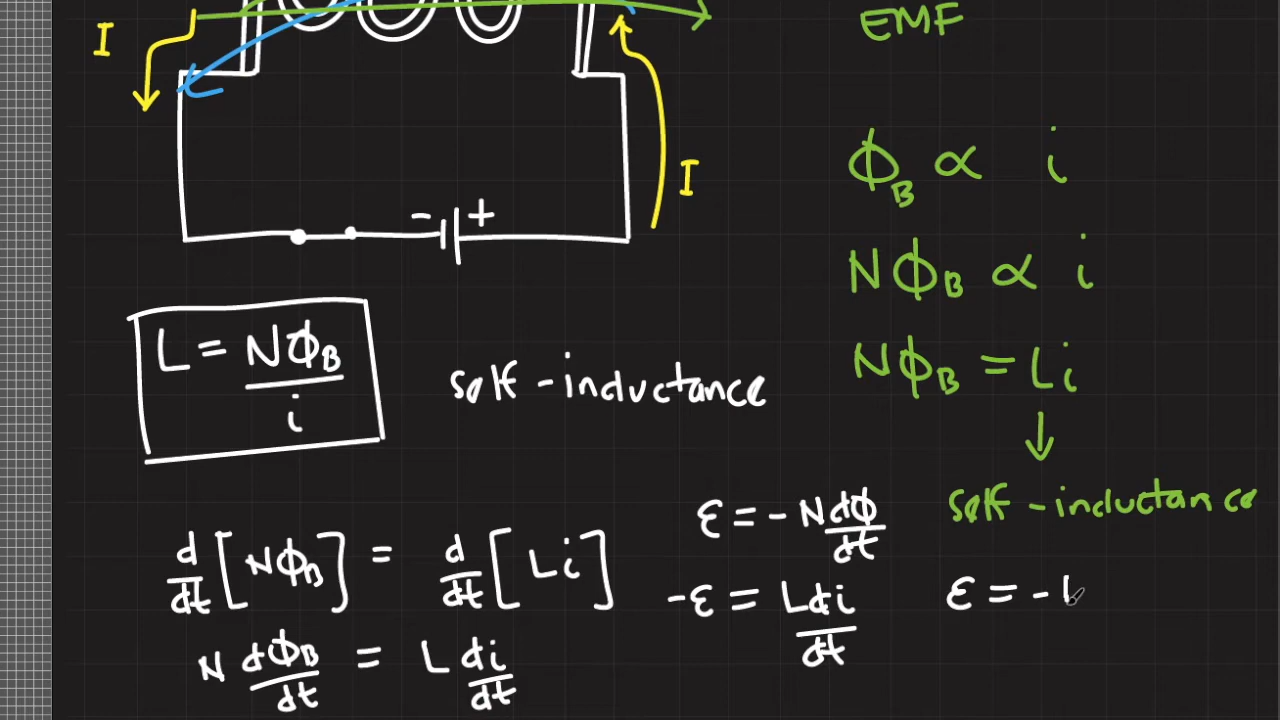 EMF
I
I
- +
ϕ_B ∝ i
Nϕ_B ∝ i
Nϕ_B = Li
L = Nϕ_B / i
self-inductance
self-inductance
d/dt [Nϕ_B] = d/dt [Li]
N dϕ_B/dt = L di/dt
ε = - N dϕ/dt
-ε = L di/dt
ε = - L